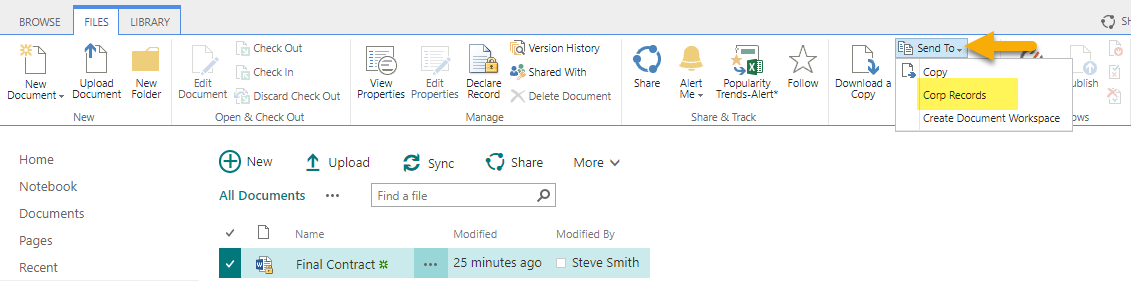 BROWSE FILES LIBRARY
New Document
Upload Document
New Folder
New
Edit Document
Check Out
Check In
Discard Check Out
Open & Check Out
View Properties
Edit Properties
Declare Record
Version History
Shared With
Delete Document
Manage
Share
Alert Me
Popularity Trends-Alert*
Follow
Share & Track
Download a Copy
Send To
Copy
Corp Records
Create Document Workspace
Home
Notebook
Documents
Pages
Recent
New Upload Sync Share More
All Documents ...
Find a file
Name Modified Modified By
Final Contract ... 25 minutes ago Steve Smith